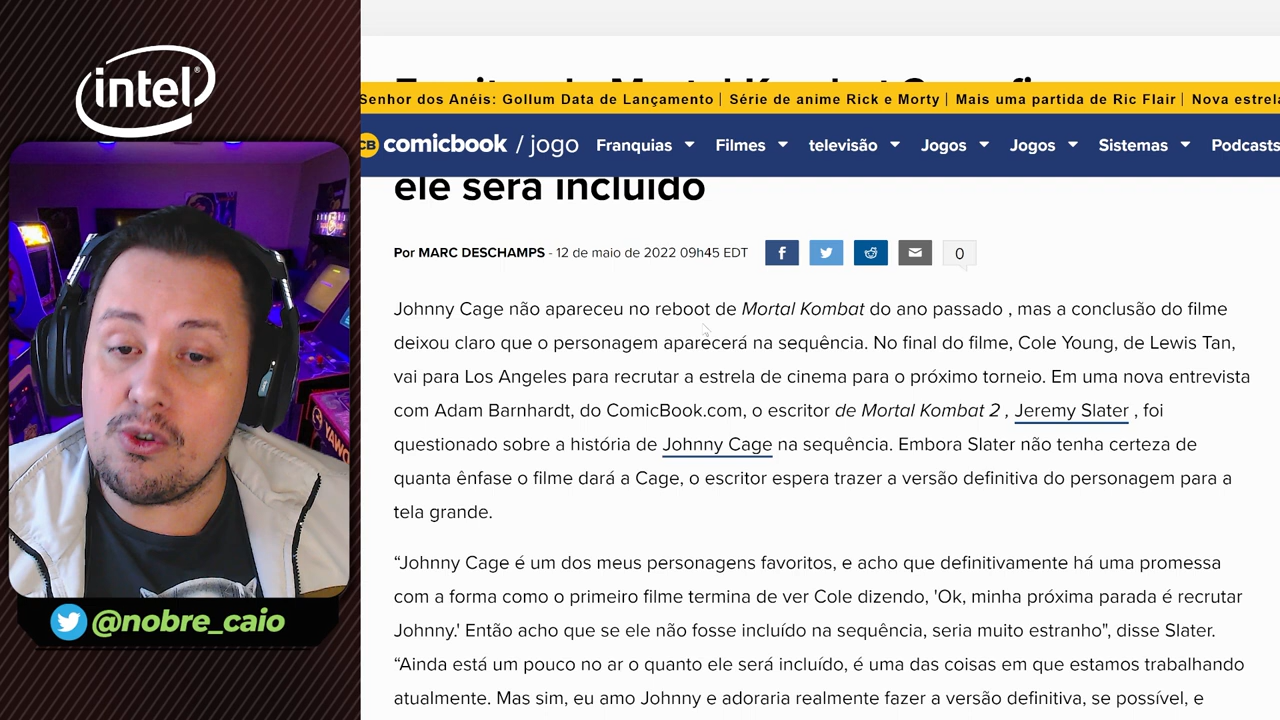 intel®
Senhor dos Anéis: Gollum Data de Lançamento | Série de anime Rick e Morty | Mais uma partida de Ric Flair | Nova estrela
CB comicbook / jogo Franquias Filmes televisão Jogos Jogos Sistemas Podcasts
ele será incluído
Por MARC DESCHAMPS - 12 de maio de 2022 09h45 EDT 0
Johnny Cage não apareceu no reboot de Mortal Kombat do ano passado , mas a conclusão do filme
deixou claro que o personagem aparecerá na sequência. No final do filme, Cole Young, de Lewis Tan,
vai para Los Angeles para recrutar a estrela de cinema para o próximo torneio. Em uma nova entrevista
com Adam Barnhardt, do ComicBook.com, o escritor de Mortal Kombat 2 , Jeremy Slater , foi
questionado sobre a história de Johnny Cage na sequência. Embora Slater não tenha certeza de
quanta ênfase o filme dará a Cage, o escritor espera trazer a versão definitiva do personagem para a
tela grande.
“Johnny Cage é um dos meus personagens favoritos, e acho que definitivamente há uma promessa
com a forma como o primeiro filme termina de ver Cole dizendo, 'Ok, minha próxima parada é recrutar
Johnny.' Então acho que se ele não fosse incluído na sequência, seria muito estranho", disse Slater.
“Ainda está um pouco no ar o quanto ele será incluído, é uma das coisas em que estamos trabalhando
atualmente. Mas sim, eu amo Johnny e adoraria realmente fazer a versão definitiva, se possível, e
@nobre_caio